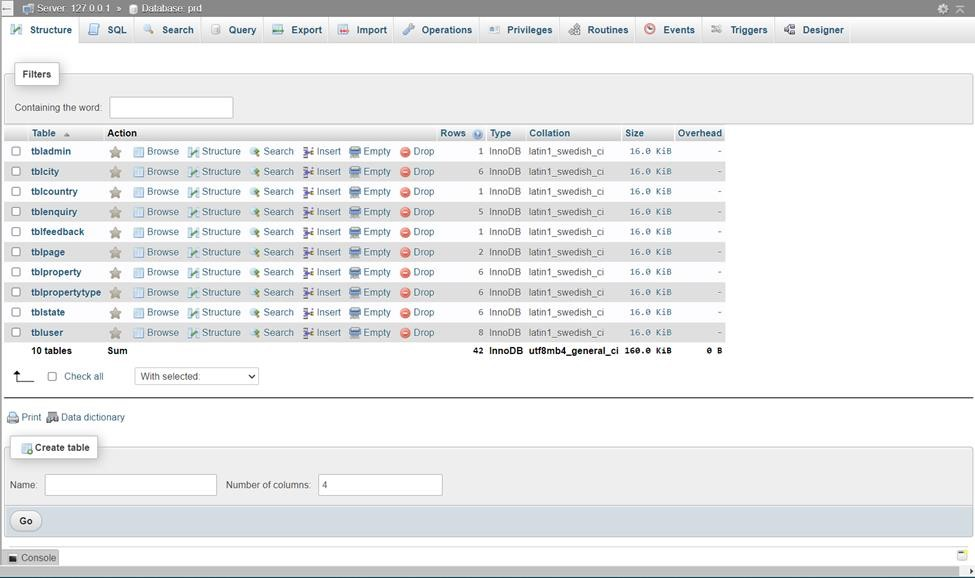 Server: 127.0.0.1 » Database: prd
Structure SQL Search Query Export Import Operations Privileges Routines Events Triggers Designer
Filters
Containing the word:
Table Action Rows Type Collation Size Overhead
tbladmin Browse Structure Search Insert Empty Drop 1 InnoDB latin1_swedish_ci 16.0 KiB -
tblcity Browse Structure Search Insert Empty Drop 6 InnoDB latin1_swedish_ci 16.0 KiB -
tblcountry Browse Structure Search Insert Empty Drop 1 InnoDB latin1_swedish_ci 16.0 KiB -
tblenquiry Browse Structure Search Insert Empty Drop 5 InnoDB latin1_swedish_ci 16.0 KiB -
tblfeedback Browse Structure Search Insert Empty Drop 1 InnoDB latin1_swedish_ci 16.0 KiB -
tblpage Browse Structure Search Insert Empty Drop 2 InnoDB latin1_swedish_ci 16.0 KiB -
tblproperty Browse Structure Search Insert Empty Drop 6 InnoDB latin1_swedish_ci 16.0 KiB -
tblpropertytype Browse Structure Search Insert Empty Drop 6 InnoDB latin1_swedish_ci 16.0 KiB -
tblstate Browse Structure Search Insert Empty Drop 6 InnoDB latin1_swedish_ci 16.0 KiB -
tbluser Browse Structure Search Insert Empty Drop 8 InnoDB latin1_swedish_ci 16.0 KiB -
10 tables Sum 42 InnoDB utf8mb4_general_ci 160.0 KiB 0 B
Check all With selected:
Print Data dictionary
Create table
Name: Number of columns: 4
Go
Console